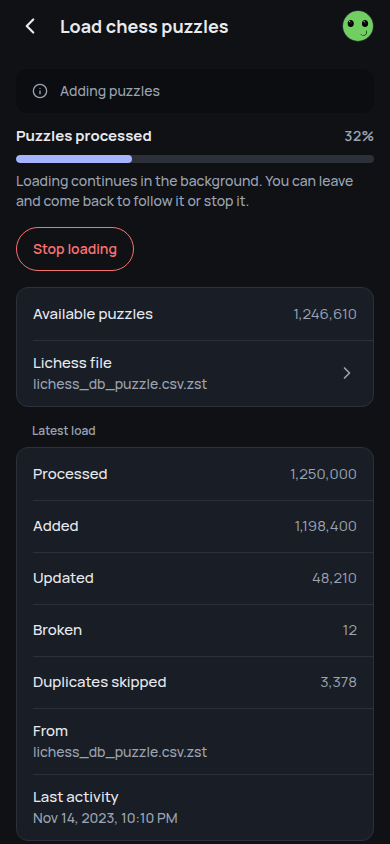 Load chess puzzles
Adding puzzles
Puzzles processed 32%
Loading continues in the background. You can leave
and come back to follow it or stop it.
Stop loading
Available puzzles 1,246,610
Lichess file
lichess_db_puzzle.csv.zst
Latest load
Processed 1,250,000
Added 1,198,400
Updated 48,210
Broken 12
Duplicates skipped 3,378
From
lichess_db_puzzle.csv.zst
Last activity
Nov 14, 2023, 10:10 PM